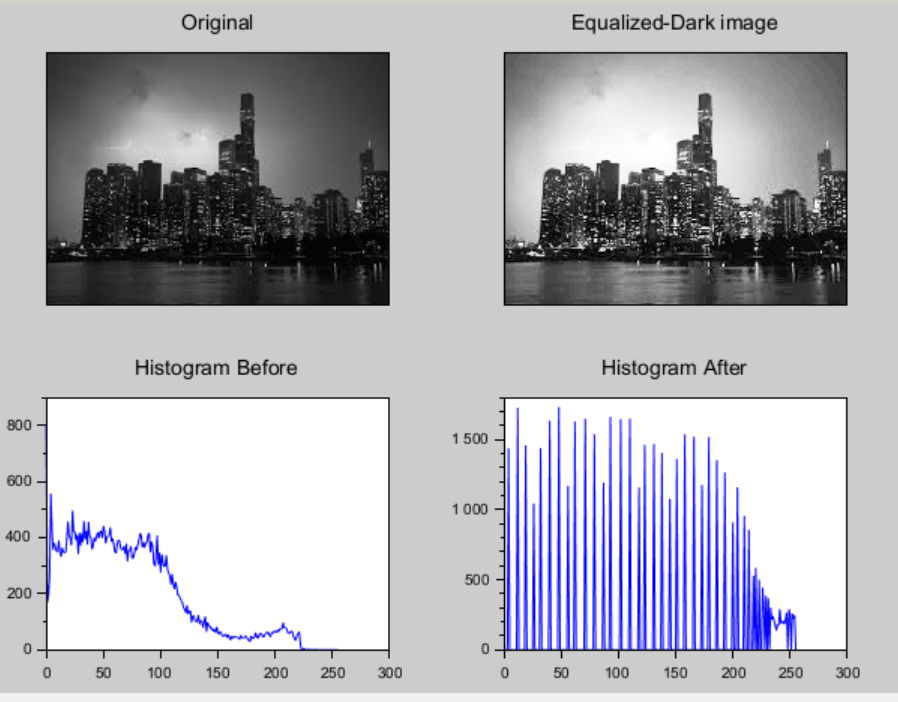 Original
Equalized-Dark image
Histogram Before
Histogram After
800
600
400
200
0
0 50 100 150 200 250 300
1 500
1 000
500
0
0 50 100 150 200 250 300